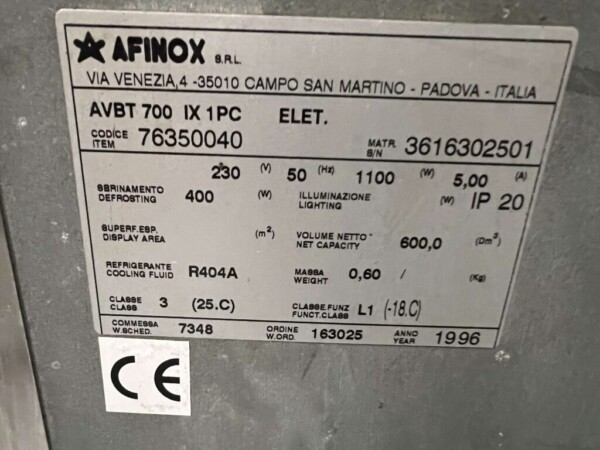 AFINOX S.R.L.
VIA VENEZIA,4 -35010 CAMPO SAN MARTINO - PADOVA - ITALIA
AVBT 700 IX 1PC ELET.
CODICE ITEM 76350040 MATR. S/N 3616302501
230 (V) 50 (Hz) 1100 (W) 5,00 (A)
SBRINAMENTO DEFROSTING 400 (W) ILLUMINAZIONE LIGHTING (W) IP 20
SUPERF.ESP. DISPLAY AREA (m²) VOLUME NETTO NET CAPACITY 600,0 (Dm³)
REFRIGERANTE COOLING FLUID R404A MASSA WEIGHT 0,60 / (Kg)
CLASSE CLASS 3 (25.C) CLASSE.FUNZ FUNCT.CLASS L1 (-18.C)
COMMESSA W.SCHED. 7348 ORDINE W.ORD. 163025 ANNO YEAR 1996
CE